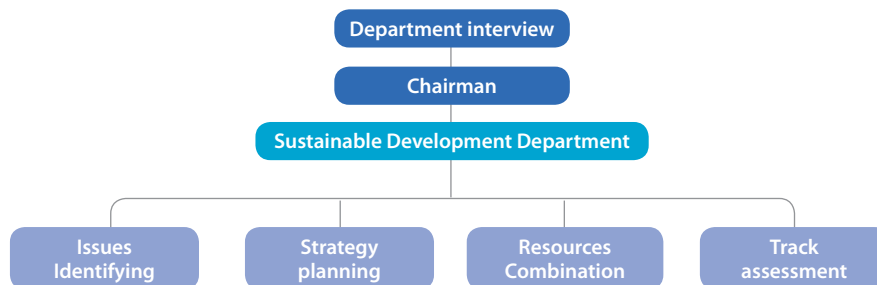 Department interview
Chairman
Sustainable Development Department
Issues
Identifying
Strategy
planning
Resources
Combination
Track
assessment